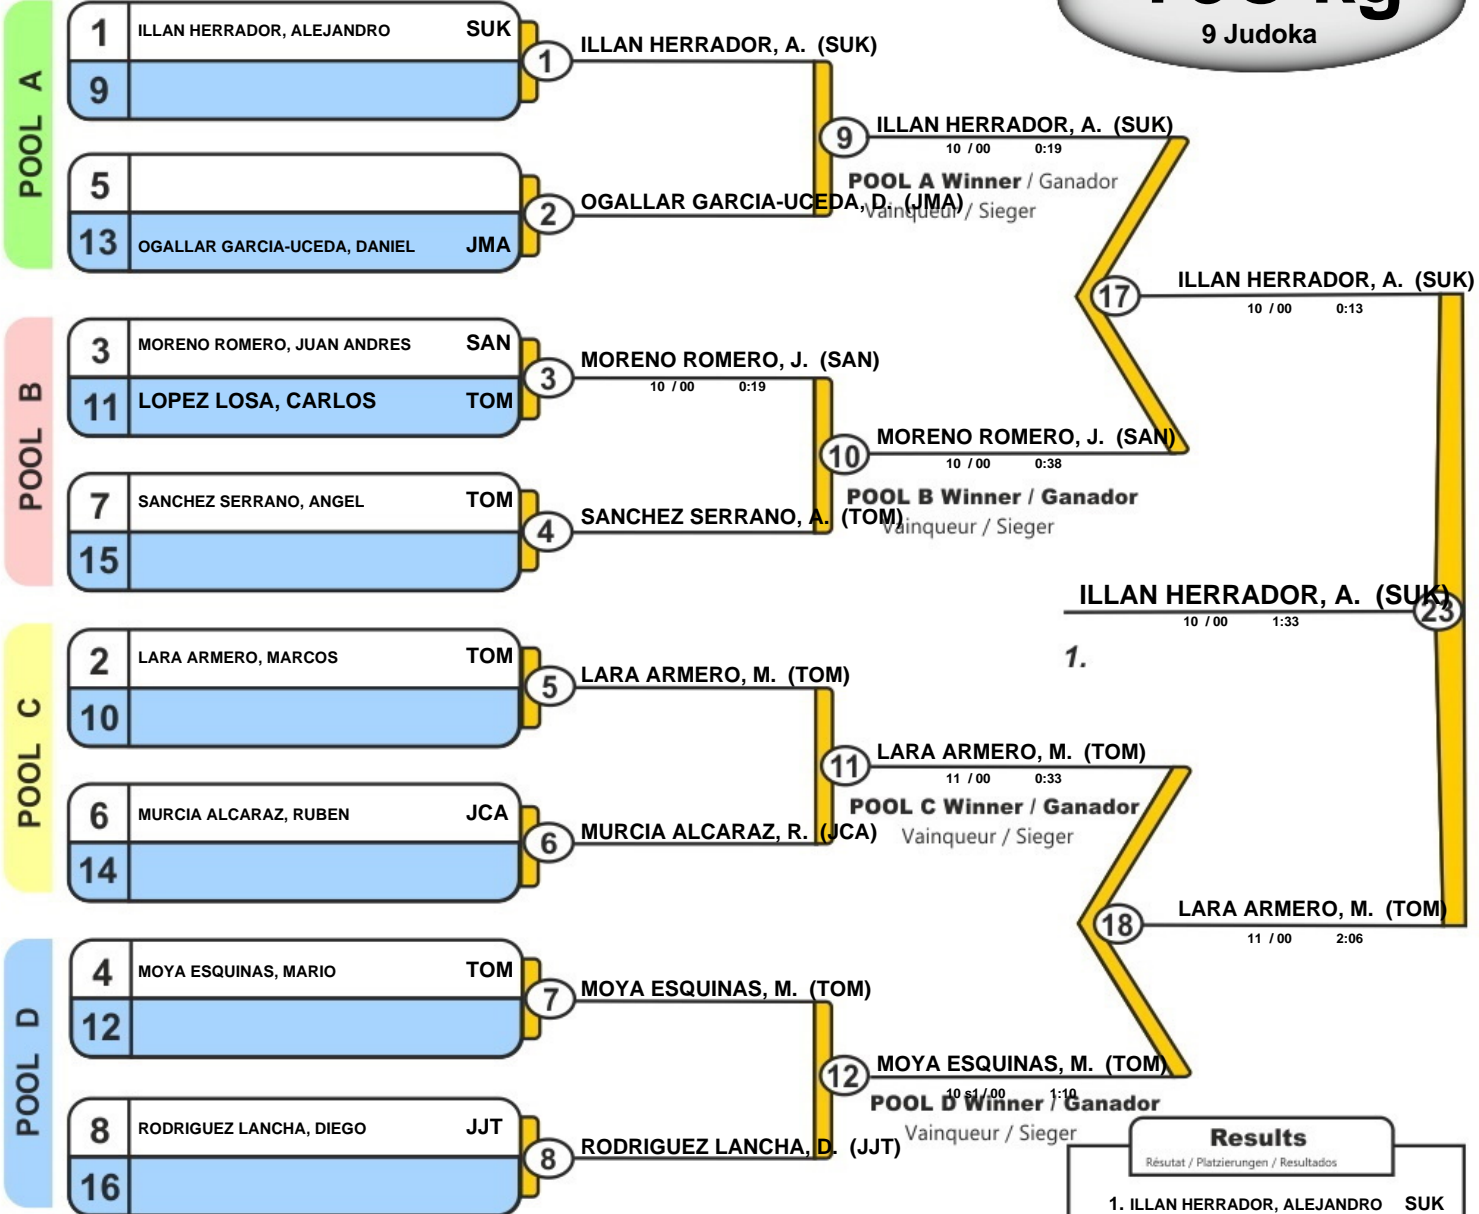 9 Judoka
POOL A
1 ILLAN HERRADOR, ALEJANDRO SUK
9
1
ILLAN HERRADOR, A. (SUK)
5
13 OGALLAR GARCIA-UCEDA, DANIEL JMA
2
OGALLAR GARCIA-UCEDA, D. (JMA)
9
ILLAN HERRADOR, A. (SUK)
10 / 00 0:19
POOL A Winner / Ganador
Vainqueur / Sieger
POOL B
3 MORENO ROMERO, JUAN ANDRES SAN
11 LOPEZ LOSA, CARLOS TOM
3
MORENO ROMERO, J. (SAN)
10 / 00 0:19
7 SANCHEZ SERRANO, ANGEL TOM
15
4
SANCHEZ SERRANO, A. (TOM)
10
MORENO ROMERO, J. (SAN)
10 / 00 0:38
POOL B Winner / Ganador
Vainqueur / Sieger
17
ILLAN HERRADOR, A. (SUK)
10 / 00 0:13
ILLAN HERRADOR, A. (SUK)
23
10 / 00 1:33
1.
POOL C
2 LARA ARMERO, MARCOS TOM
10
5
LARA ARMERO, M. (TOM)
6 MURCIA ALCARAZ, RUBEN JCA
14
6
MURCIA ALCARAZ, R. (JCA)
11
LARA ARMERO, M. (TOM)
11 / 00 0:33
POOL C Winner / Ganador
Vainqueur / Sieger
POOL D
4 MOYA ESQUINAS, MARIO TOM
12
7
MOYA ESQUINAS, M. (TOM)
8 RODRIGUEZ LANCHA, DIEGO JJT
16
8
RODRIGUEZ LANCHA, D. (JJT)
12
MOYA ESQUINAS, M. (TOM)
10 s1 / 00 1:10
POOL D Winner / Ganador
Vainqueur / Sieger
18
LARA ARMERO, M. (TOM)
11 / 00 2:06
Results
Résutat / Platzierungen / Resultados
1. ILLAN HERRADOR, ALEJANDRO SUK